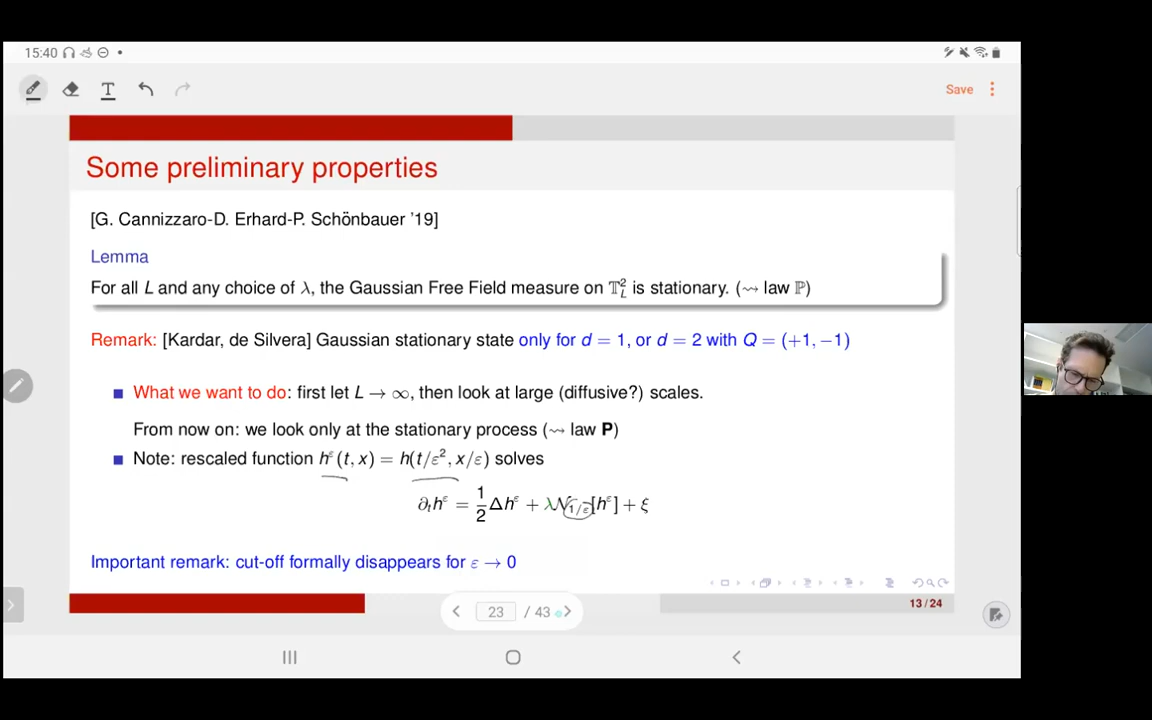 15:40
T
Save
Some preliminary properties
[G. Cannizzaro-D. Erhard-P. Schönbauer '19]
Lemma
For all L and any choice of λ, the Gaussian Free Field measure on 𝕋²_L is stationary. (⇝ law ℙ)
Remark: [Kardar, de Silvera] Gaussian stationary state only for d = 1, or d = 2 with Q = (+1, −1)
What we want to do: first let L → ∞, then look at large (diffusive?) scales.
From now on: we look only at the stationary process (⇝ law P)
Note: rescaled function h^ε(t, x) = h(t/ε², x/ε) solves
∂_t h^ε = 1/2 Δh^ε + λ𝒩_{1/ε}[h^ε] + ξ
Important remark: cut-off formally disappears for ε → 0
13/24
23 / 43